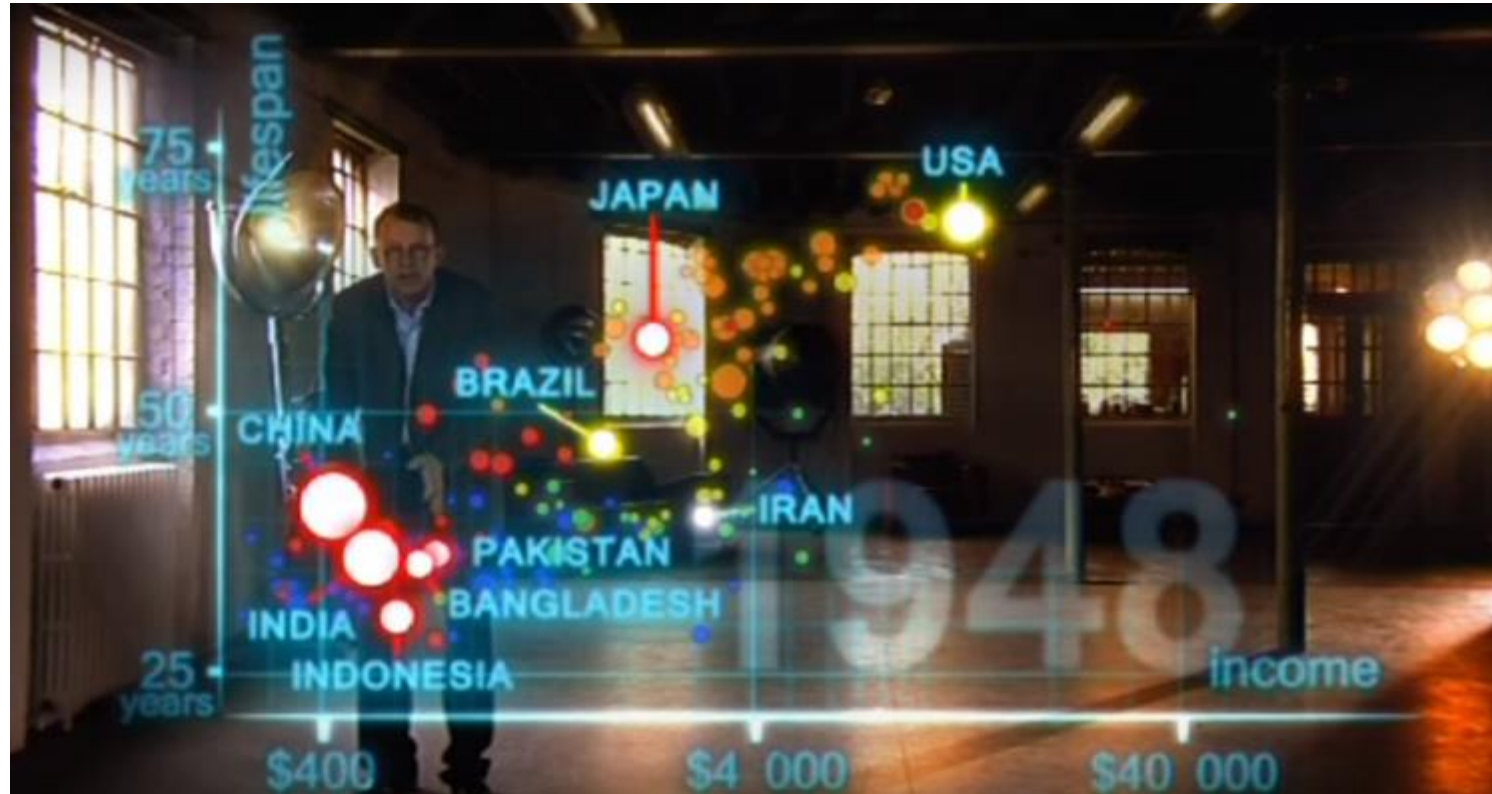 lifespan
75
years
USA
JAPAN
BRAZIL
50
years
CHINA
IRAN
PAKISTAN
BANGLADESH
INDIA
INDONESIA
1948
25
years
income
$400
$4 000
$40 000